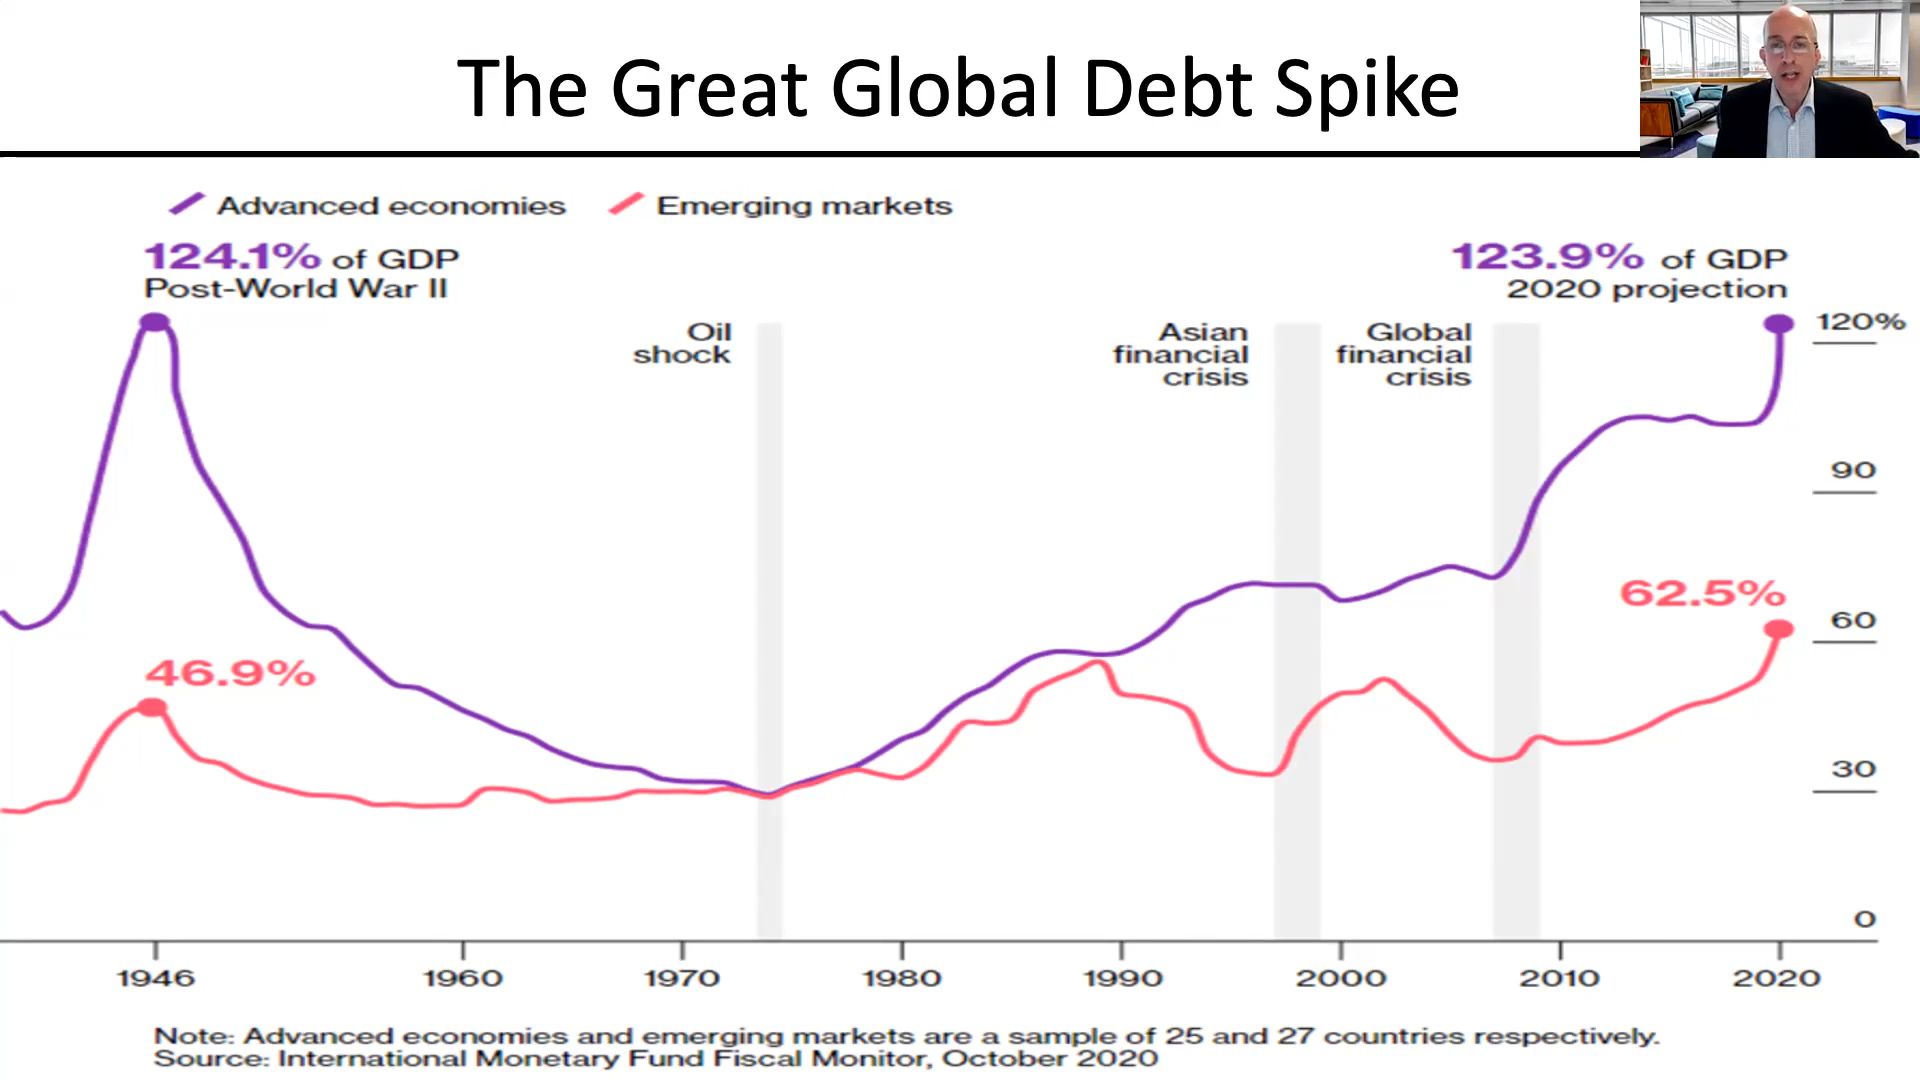 The Great Global Debt Spike
Advanced economies
Emerging markets
124.1% of GDP
Post-World War II
123.9% of GDP
2020 projection
Oil
shock
Asian
financial
crisis
Global
financial
crisis
120%
90
62.5%
60
46.9%
30
0
1946
1960
1970
1980
1990
2000
2010
2020
Note: Advanced economies and emerging markets are a sample of 25 and 27 countries respectively.
Source: International Monetary Fund Fiscal Monitor, October 2020